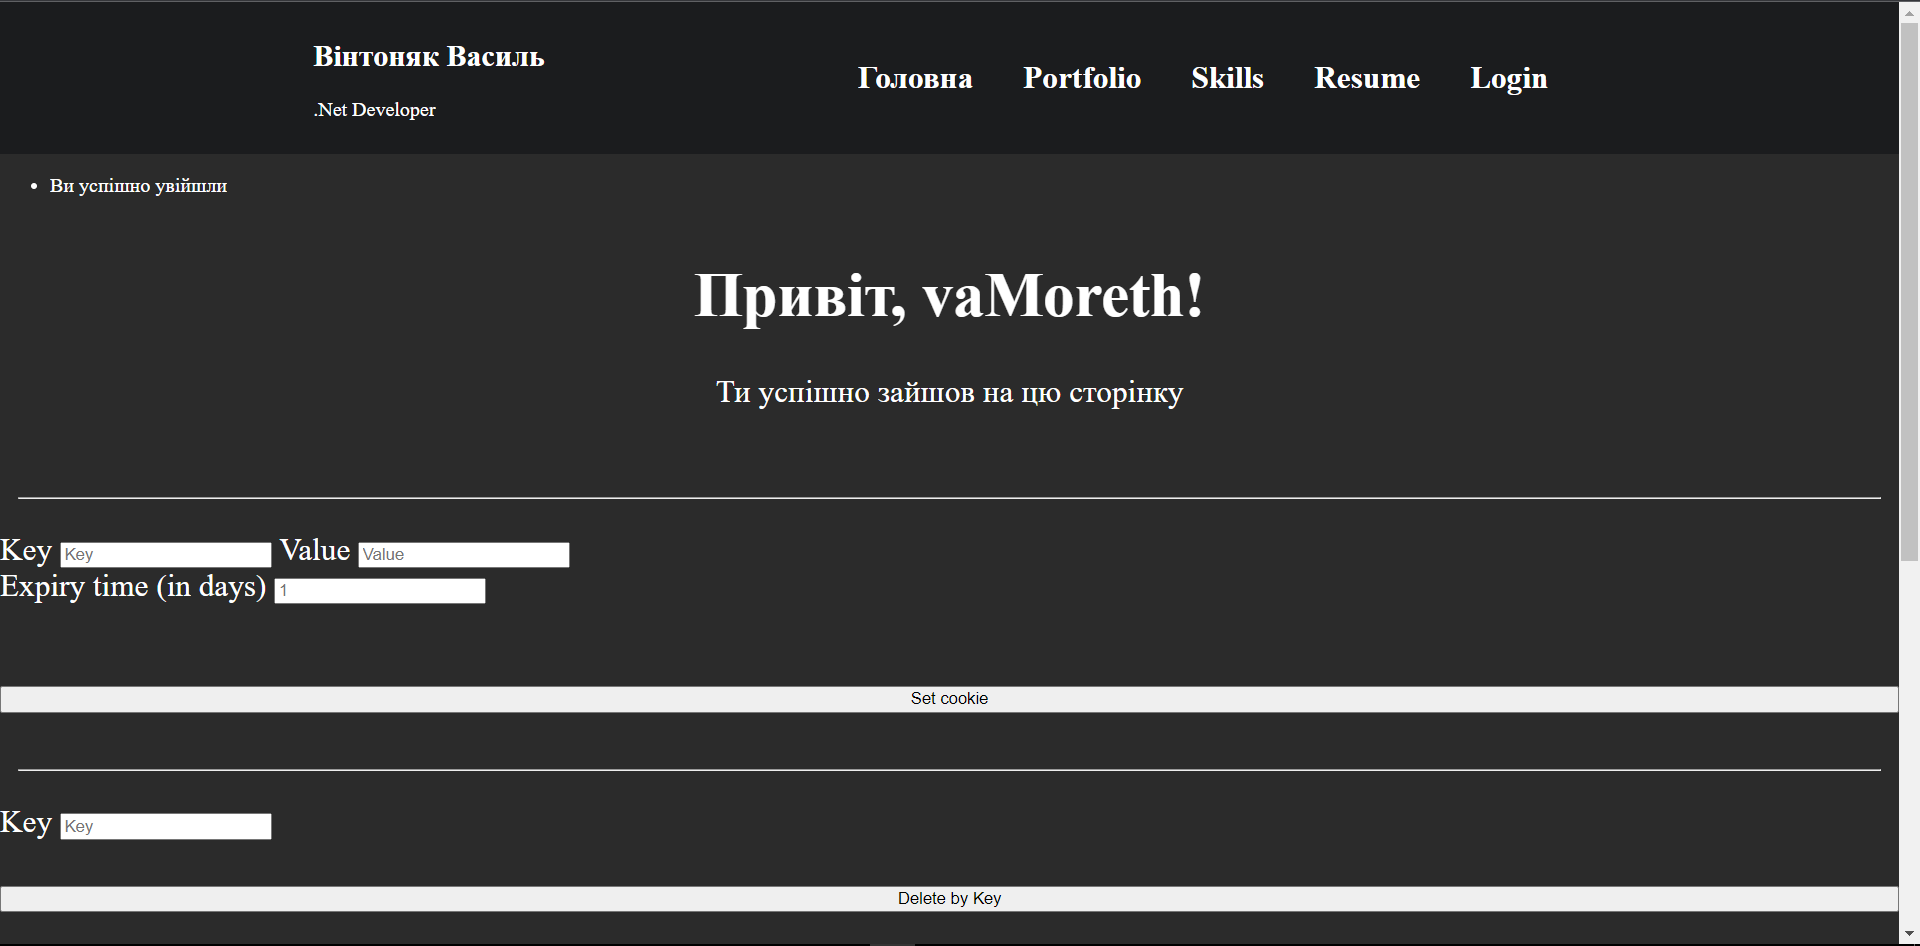 Вінтоняк Василь
.Net Developer
Головна Portfolio Skills Resume Login
Ви успішно увійшли
Привіт, vaMoreth!
Ти успішно зайшов на цю сторінку
Key Key Value Value
Expiry time (in days) 1
Set cookie
Key Key
Delete by Key